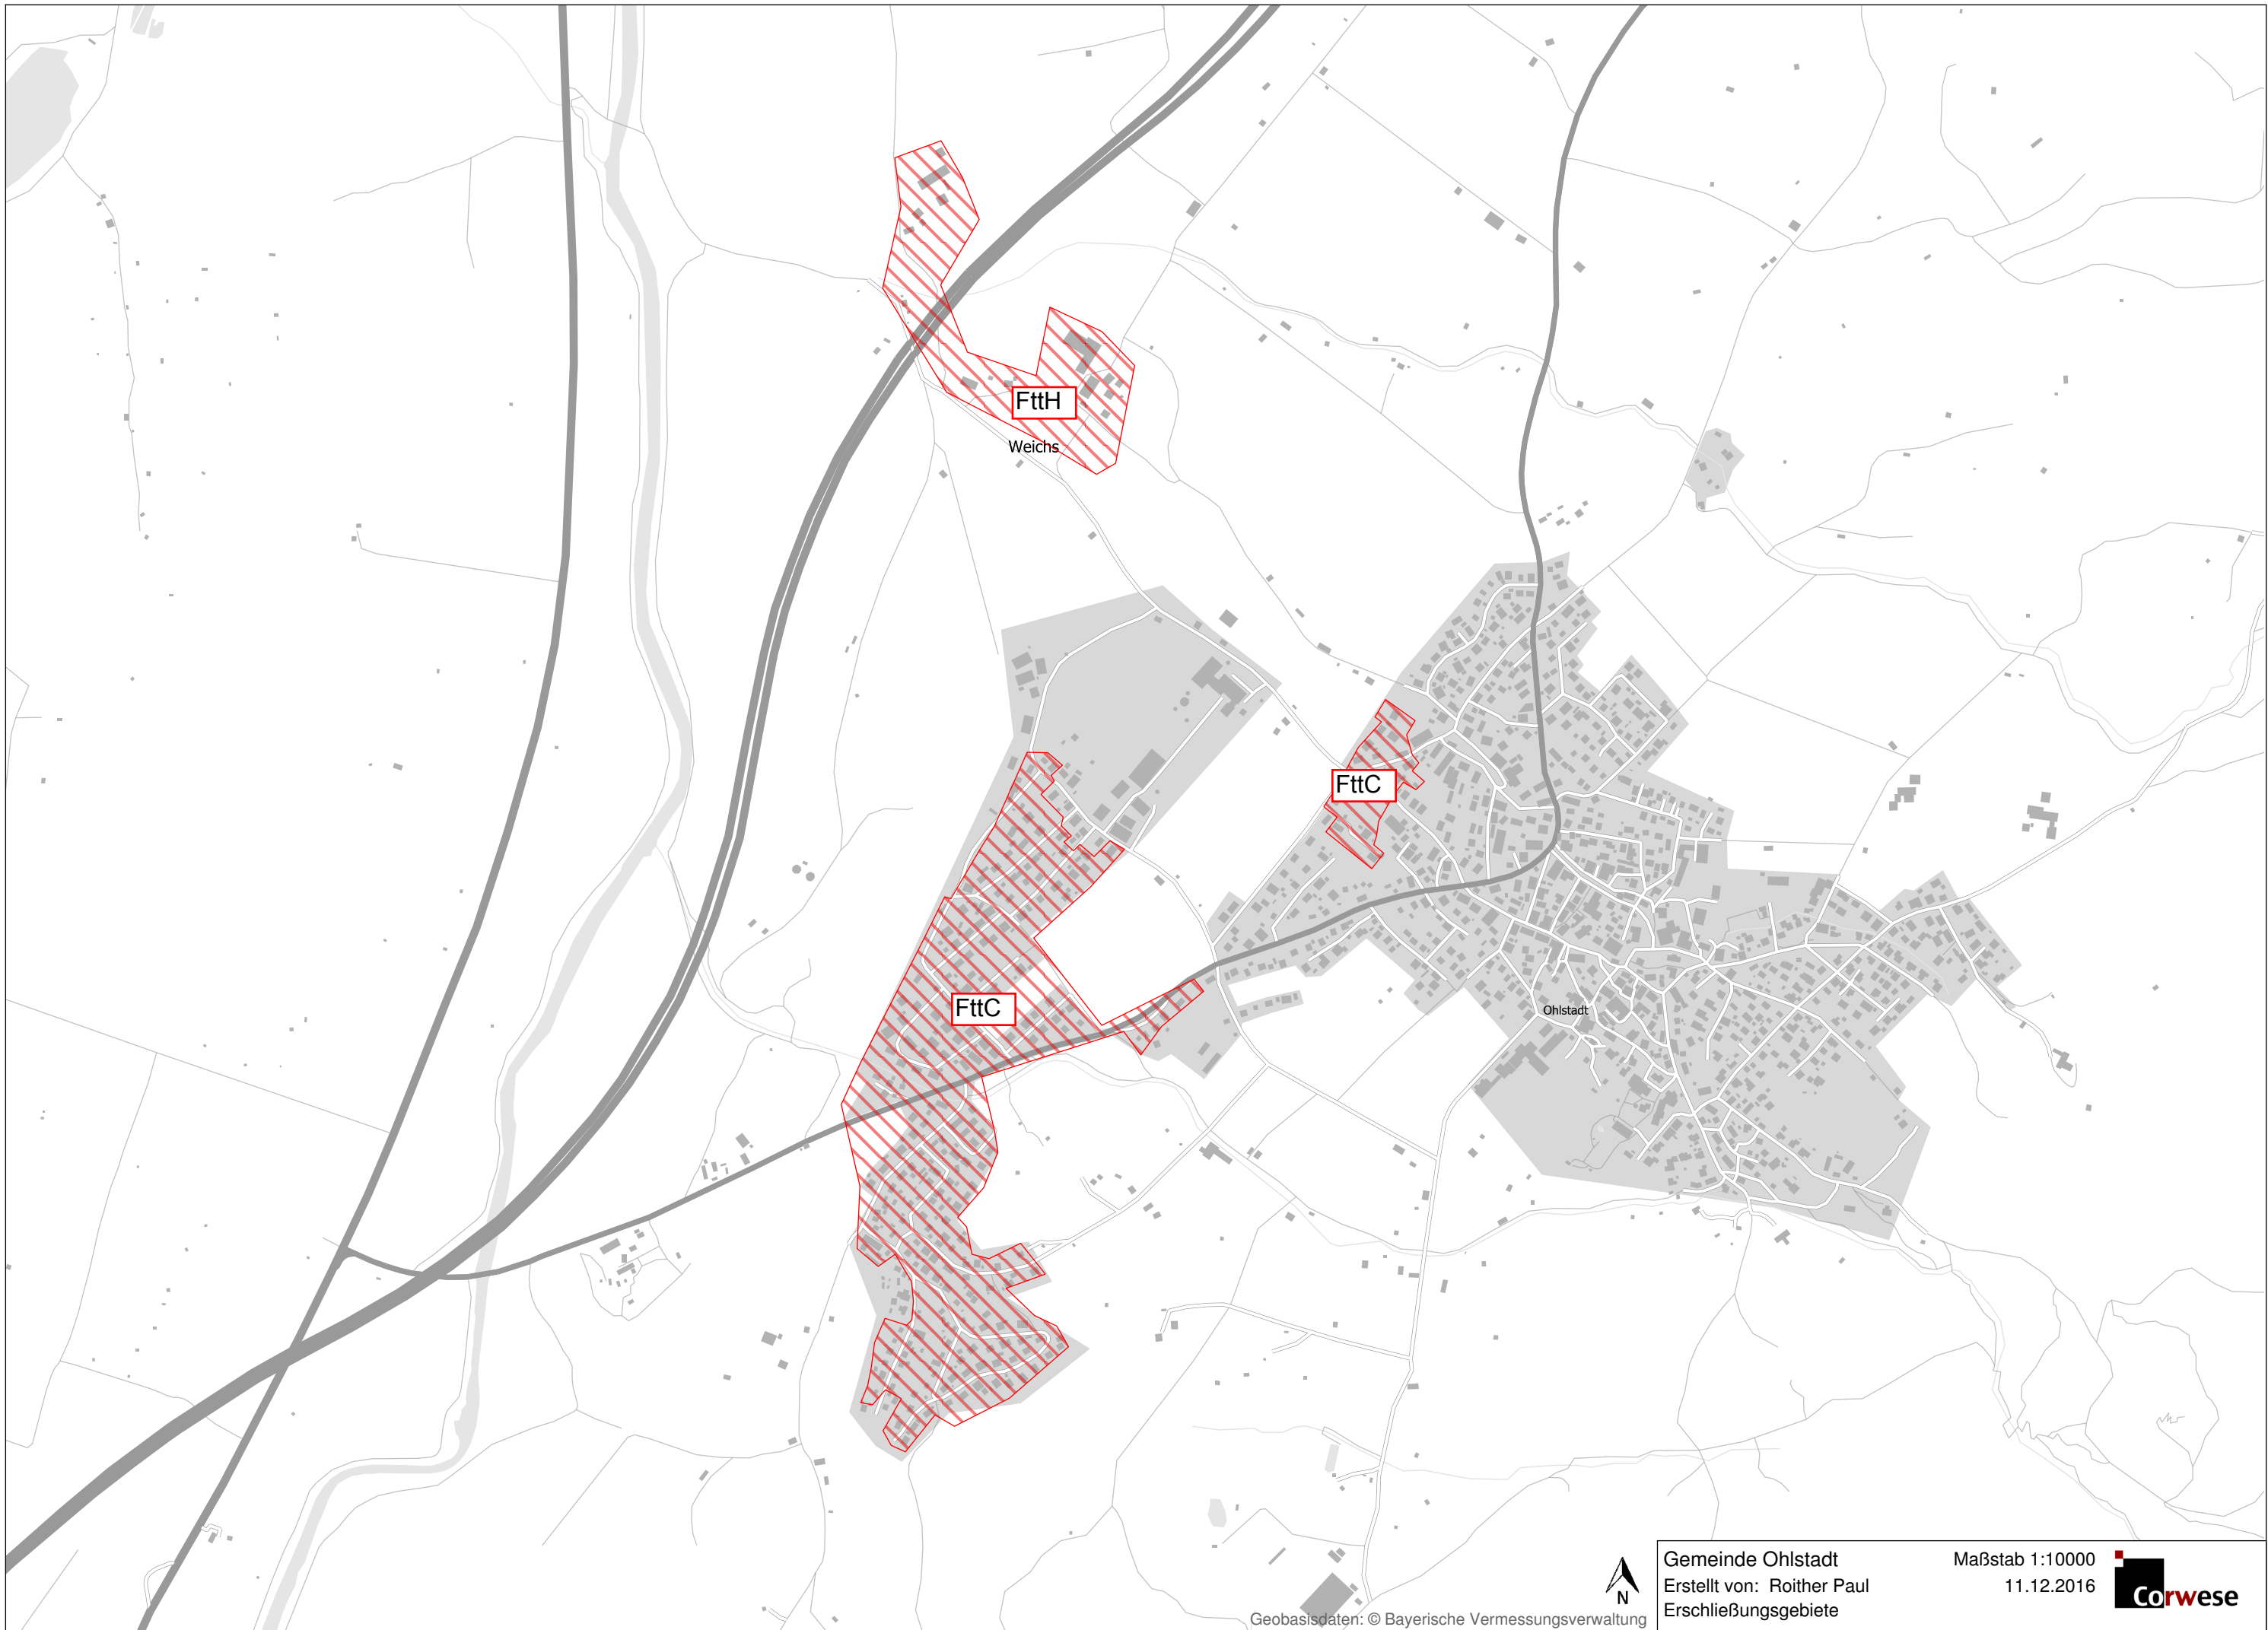 FttH
Weichs
FttC
FttC
Ohlstadt
N
Geobasisdaten: © Bayerische Vermessungsverwaltung
Gemeinde Ohlstadt
Erstellt von: Roither Paul
Erschließungsgebiete
Maßstab 1:10000
11.12.2016
Corwese